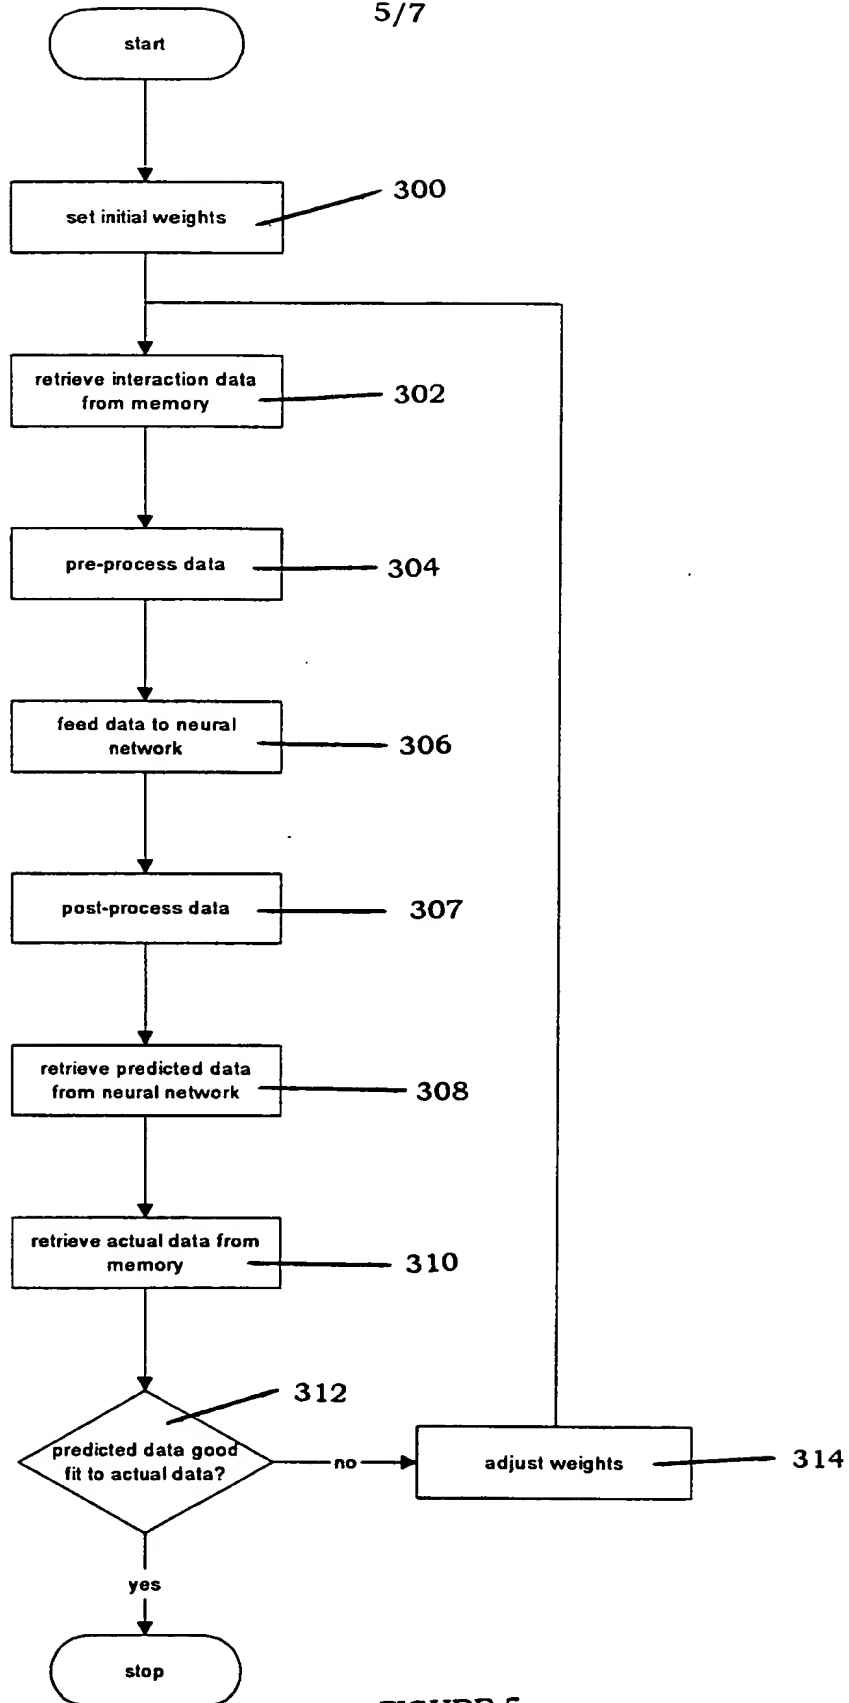 5/7
start
set initial weights
300
retrieve interaction data
from memory
302
pre-process data
304
feed data to neural
network
306
post-process data
307
retrieve predicted data
from neural network
308
retrieve actual data from
memory
310
312
predicted data good
fit to actual data?
no
adjust weights
314
yes
stop
FIGURE 5